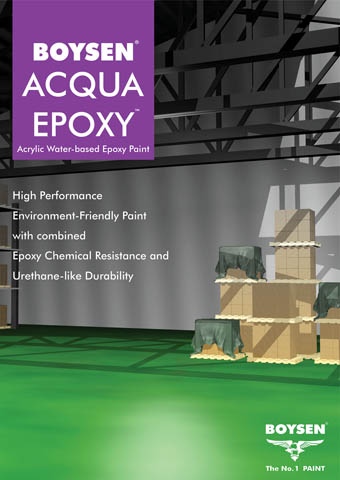 BOYSEN®
ACQUA
EPOXY™
Acrylic Water-based Epoxy Paint
High Performance
Environment-Friendly Paint
with combined
Epoxy Chemical Resistance and
Urethane-like Durability
BOYSEN®
The No.1 PAINT